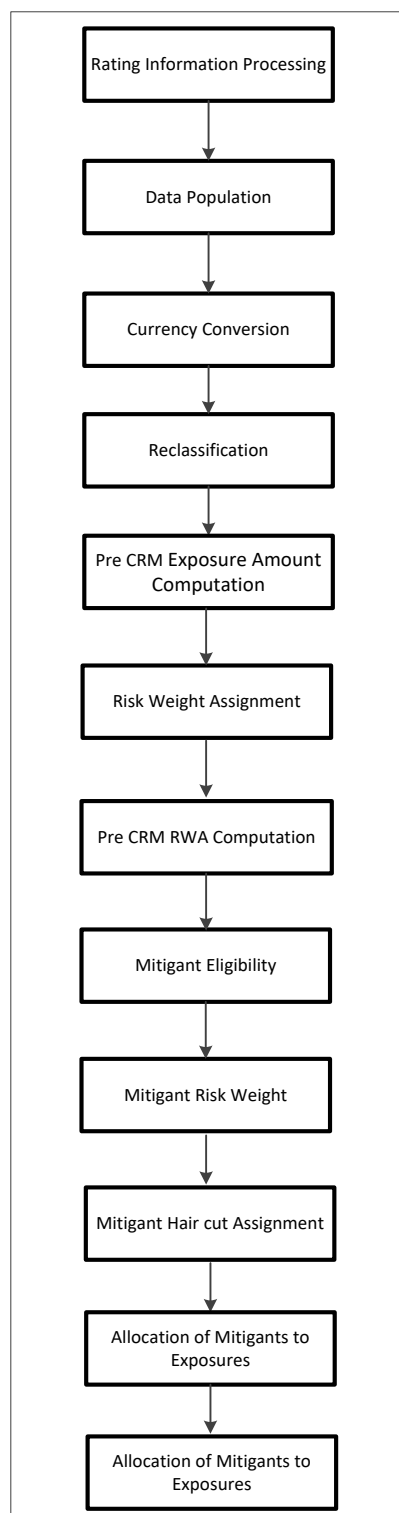 Rating Information Processing
Data Population
Currency Conversion
Reclassification
Pre CRM Exposure Amount
Computation
Risk Weight Assignment
Pre CRM RWA Computation
Mitigant Eligibility
Mitigant Risk Weight
Mitigant Hair cut Assignment
Allocation of Mitigants to
Exposures
Allocation of Mitigants to
Exposures